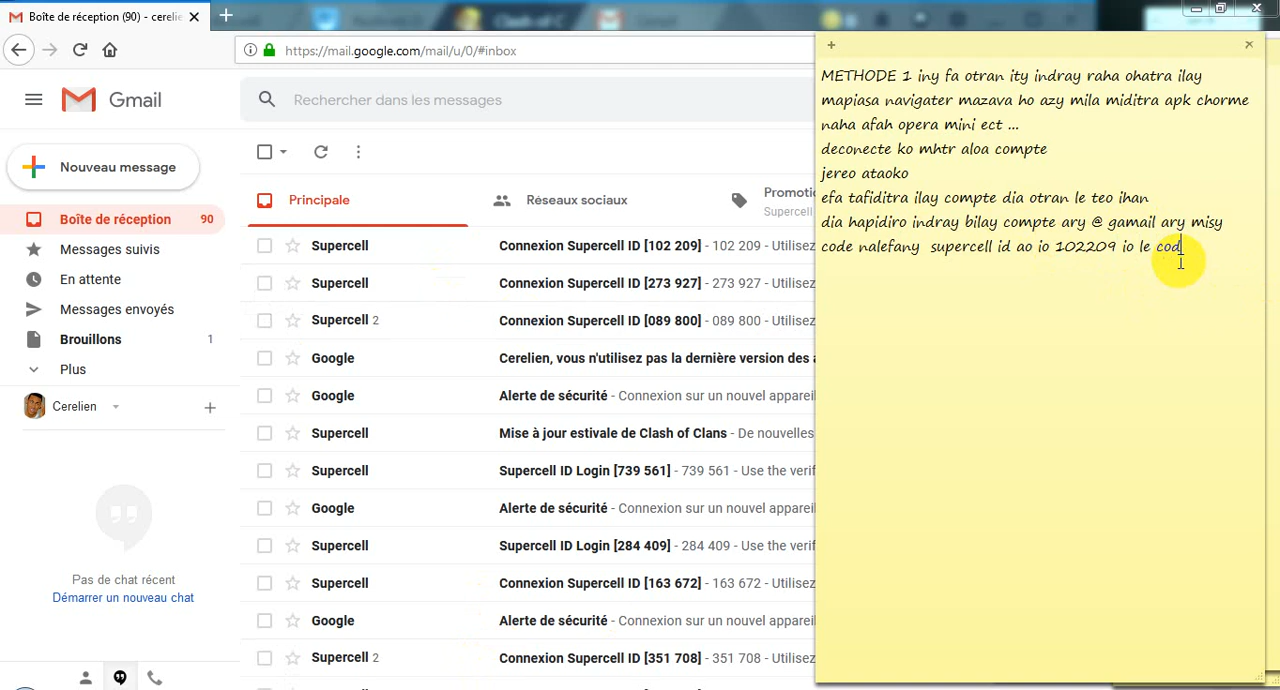 Boîte de réception (90) - cerelie
Clash of C
https://mail.google.com/mail/u/0/#inbox
Gmail
Rechercher dans les messages
Nouveau message
Boîte de réception 90
Messages suivis
En attente
Messages envoyés
Brouillons 1
Plus
Cerelien
Pas de chat récent
Démarrer un nouveau chat
Principale
Réseaux sociaux
Promoti
Supercell
Supercell Connexion Supercell ID [102 209] - 102 209 - Utilisez
Supercell Connexion Supercell ID [273 927] - 273 927 - Utilisez
Supercell 2 Connexion Supercell ID [089 800] - 089 800 - Utilisez
Google Cerelien, vous n'utilisez pas la dernière version des a
Google Alerte de sécurité - Connexion sur un nouvel appareil
Supercell Mise à jour estivale de Clash of Clans - De nouvelles
Supercell Supercell ID Login [739 561] - 739 561 - Use the verif
Google Alerte de sécurité - Connexion sur un nouvel appareil
Supercell Supercell ID Login [284 409] - 284 409 - Use the verif
Supercell Connexion Supercell ID [163 672] - 163 672 - Utilisez
Google Alerte de sécurité - Connexion sur un nouvel appareil
Supercell 2 Connexion Supercell ID [351 708] - 351 708 - Utilisez
METHODE 1 iny fa otran ity indray raha ohatra ilay
mapiasa navigater mazava ho azy mila miditra apk chorme
naha afah opera mini ect ...
deconecte ko mhtr aloa compte
jereo ataoko
efa tafiditra ilay compte dia otran le teo ihan
dia hapidiro indray bilay compte ary @ gamail ary misy
code nalefany supercell id ao io 102209 io le cod